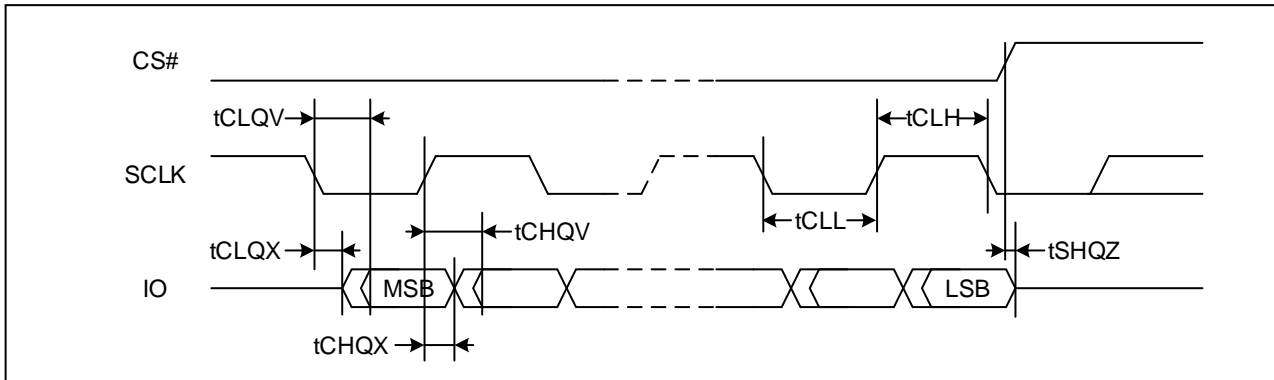 CS#
tCLQV
tCLH
SCLK
tCLL
tCHQV
tCLQX
tSHQZ
IO
MSB
LSB
tCHQX